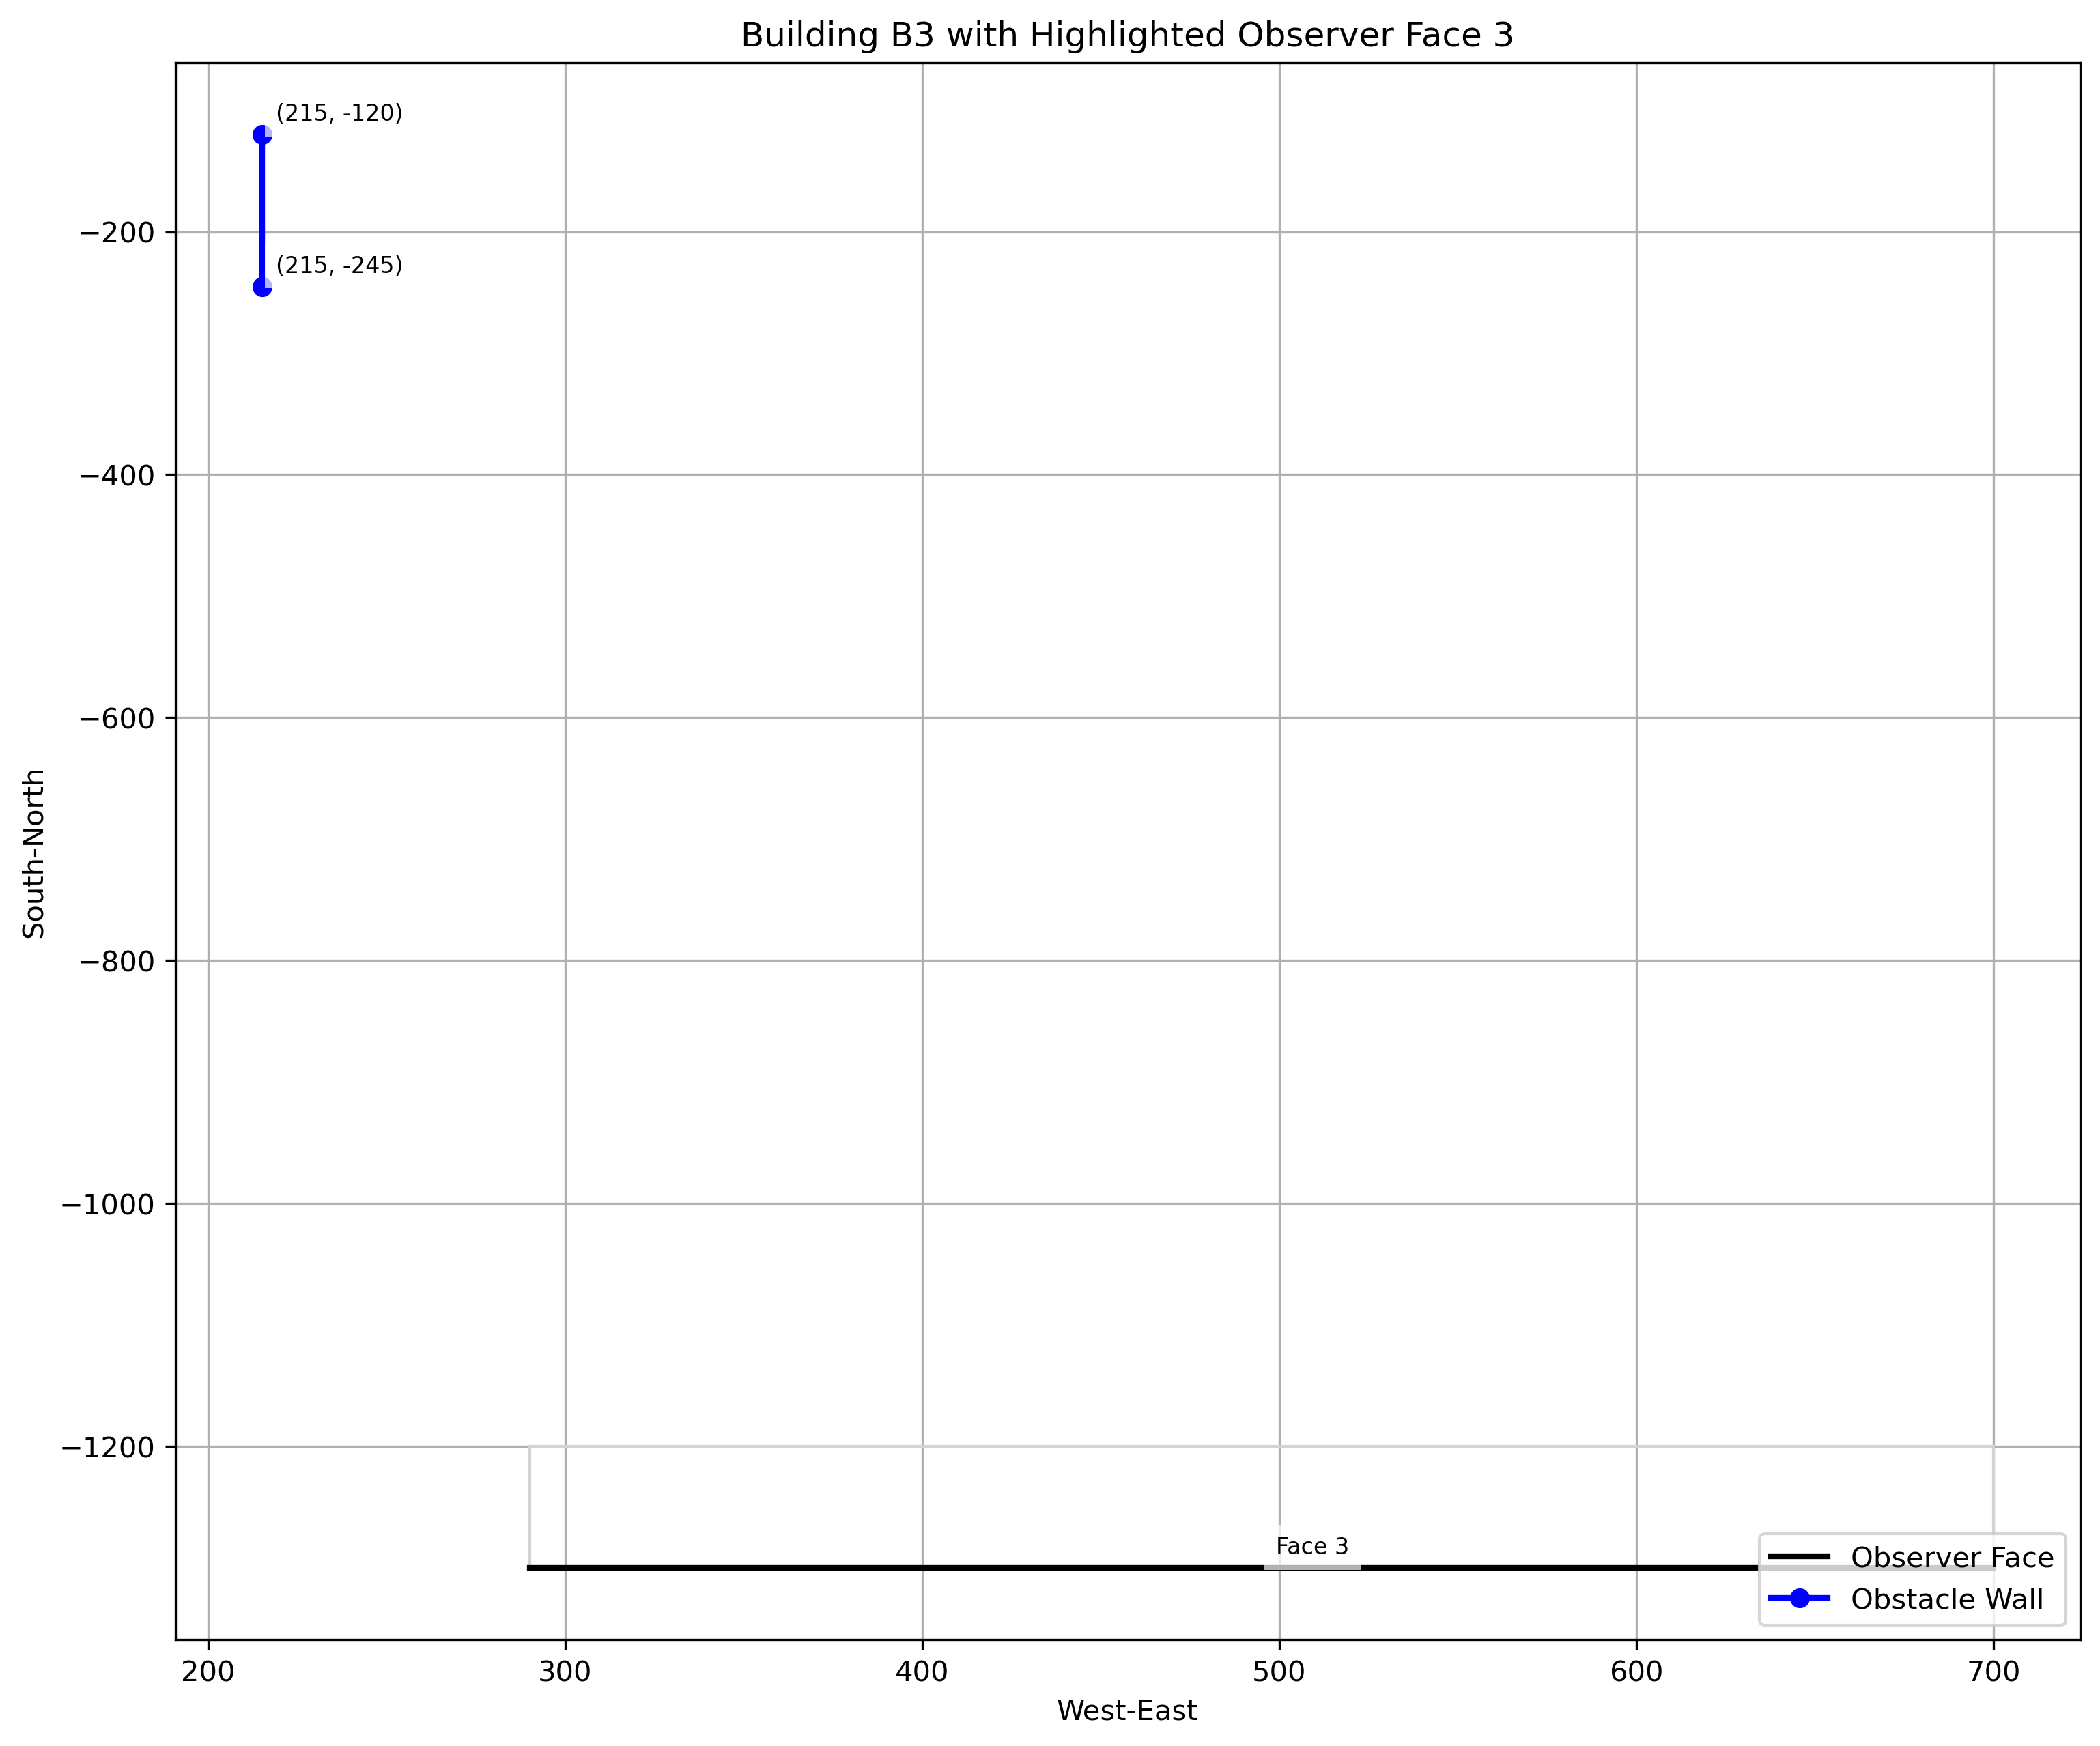 Building B3 with Highlighted Observer Face 3
(215, -120)
−200
(215, -245)
−400
−600
South-North
−800
−1000
−1200
Face 3
Observer Face
Obstacle Wall
200 300 400 500 600 700
West-East